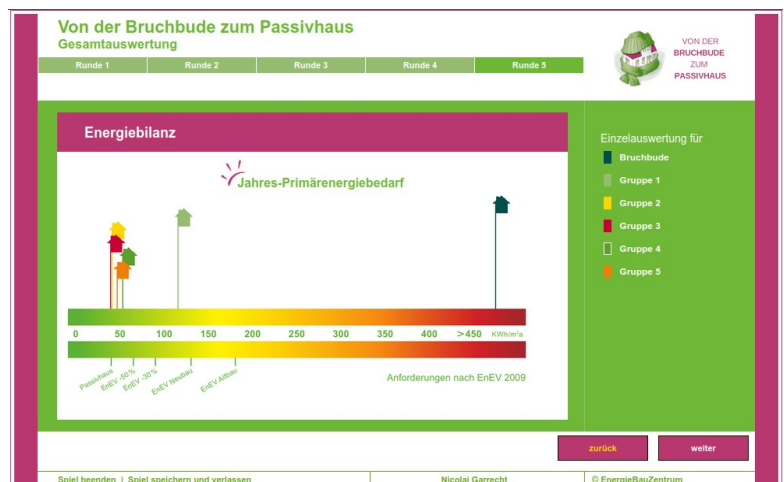 Von der Bruchbude zum Passivhaus
Gesamtauswertung
Runde 1
Runde 2
Runde 3
Runde 4
Runde 5
VON DER
BRUCHBUDE
ZUM
PASSIVHAUS
Energiebilanz
Jahres-Primärenergiebedarf
0 50 100 150 200 250 300 350 400 >450 KWh/m²a
Passivhaus
EnEV -50 %
EnEV -30 %
EnEV Neubau
EnEV Altbau
Anforderungen nach EnEV 2009
Einzelauswertung für
Bruchbude
Gruppe 1
Gruppe 2
Gruppe 3
Gruppe 4
Gruppe 5
zurück
weiter
Spiel beenden | Spiel speichern und verlassen
Nicolai Garrecht
© EnergieBauZentrum